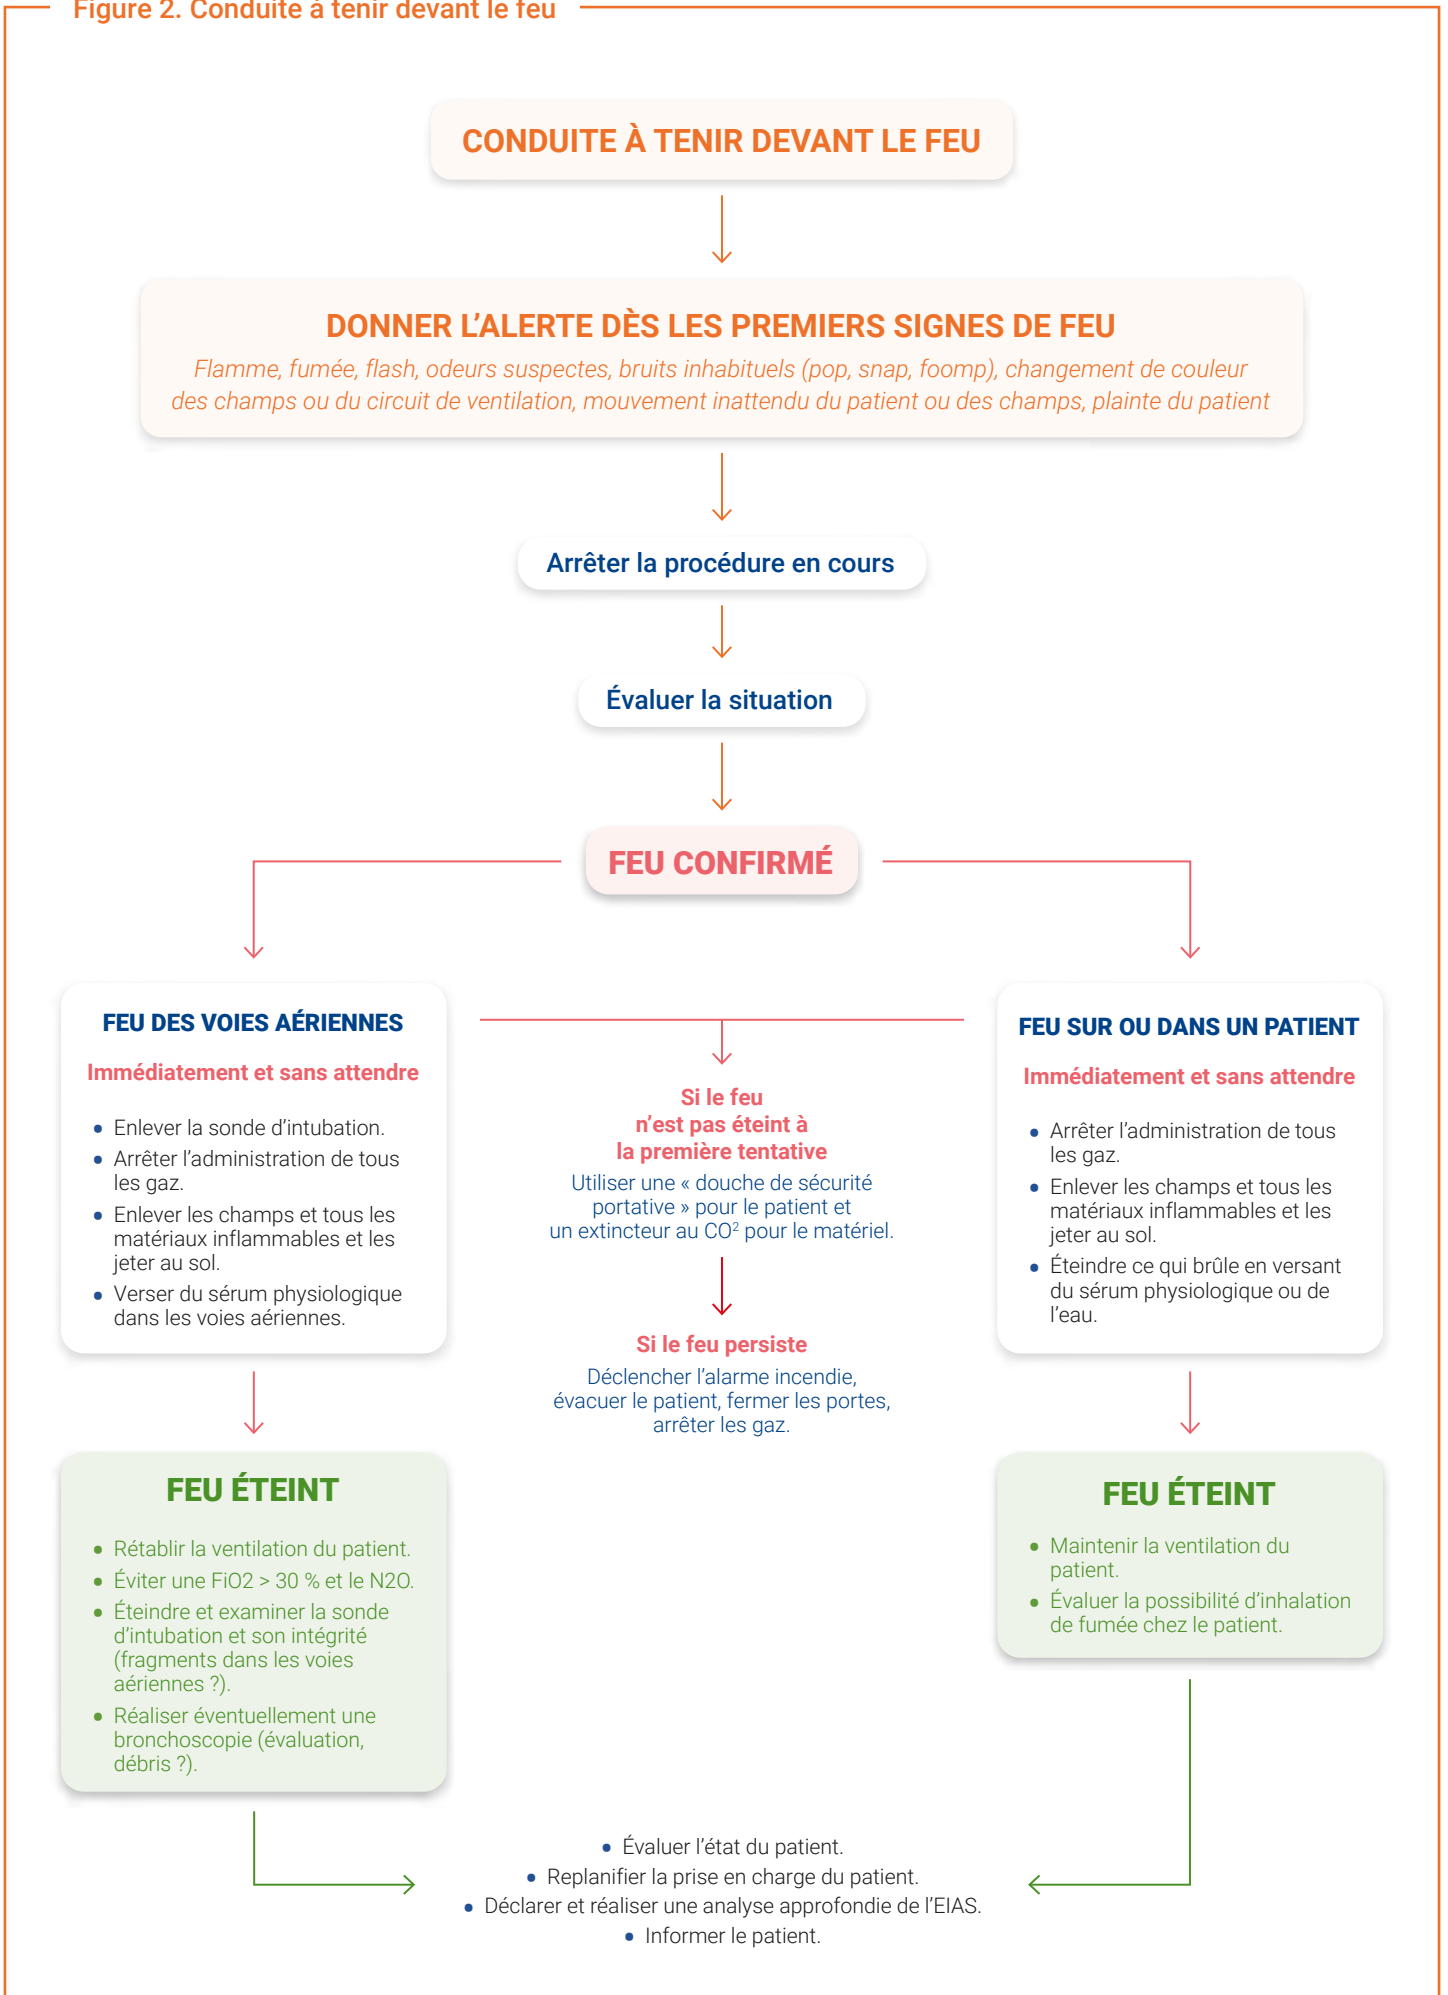 Figure 2. Conduite à tenir devant le feu
CONDUITE À TENIR DEVANT LE FEU
DONNER L’ALERTE DÈS LES PREMIERS SIGNES DE FEU
Flamme, fumée, flash, odeurs suspectes, bruits inhabituels (pop, snap, foomp), changement de couleur
des champs ou du circuit de ventilation, mouvement inattendu du patient ou des champs, plainte du patient
Arrêter la procédure en cours
Évaluer la situation
FEU CONFIRMÉ
FEU DES VOIES AÉRIENNES
Immédiatement et sans attendre
• Enlever la sonde d’intubation.
• Arrêter l’administration de tous
les gaz.
• Enlever les champs et tous les
matériaux inflammables et les
jeter au sol.
• Verser du sérum physiologique
dans les voies aériennes.
Si le feu
n’est pas éteint à
la première tentative
Utiliser une « douche de sécurité
portative » pour le patient et
un extincteur au CO² pour le matériel.
Si le feu persiste
Déclencher l’alarme incendie,
évacuer le patient, fermer les portes,
arrêter les gaz.
FEU SUR OU DANS UN PATIENT
Immédiatement et sans attendre
• Arrêter l’administration de tous
les gaz.
• Enlever les champs et tous les
matériaux inflammables et les
jeter au sol.
• Éteindre ce qui brûle en versant
du sérum physiologique ou de
l’eau.
FEU ÉTEINT
• Rétablir la ventilation du patient.
• Éviter une FiO2 > 30 % et le N2O.
• Éteindre et examiner la sonde
d’intubation et son intégrité
(fragments dans les voies
aériennes ?).
• Réaliser éventuellement une
bronchoscopie (évaluation,
débris ?).
FEU ÉTEINT
• Maintenir la ventilation du
patient.
• Évaluer la possibilité d’inhalation
de fumée chez le patient.
• Évaluer l’état du patient.
• Replanifier la prise en charge du patient.
• Déclarer et réaliser une analyse approfondie de l’EIAS.
• Informer le patient.